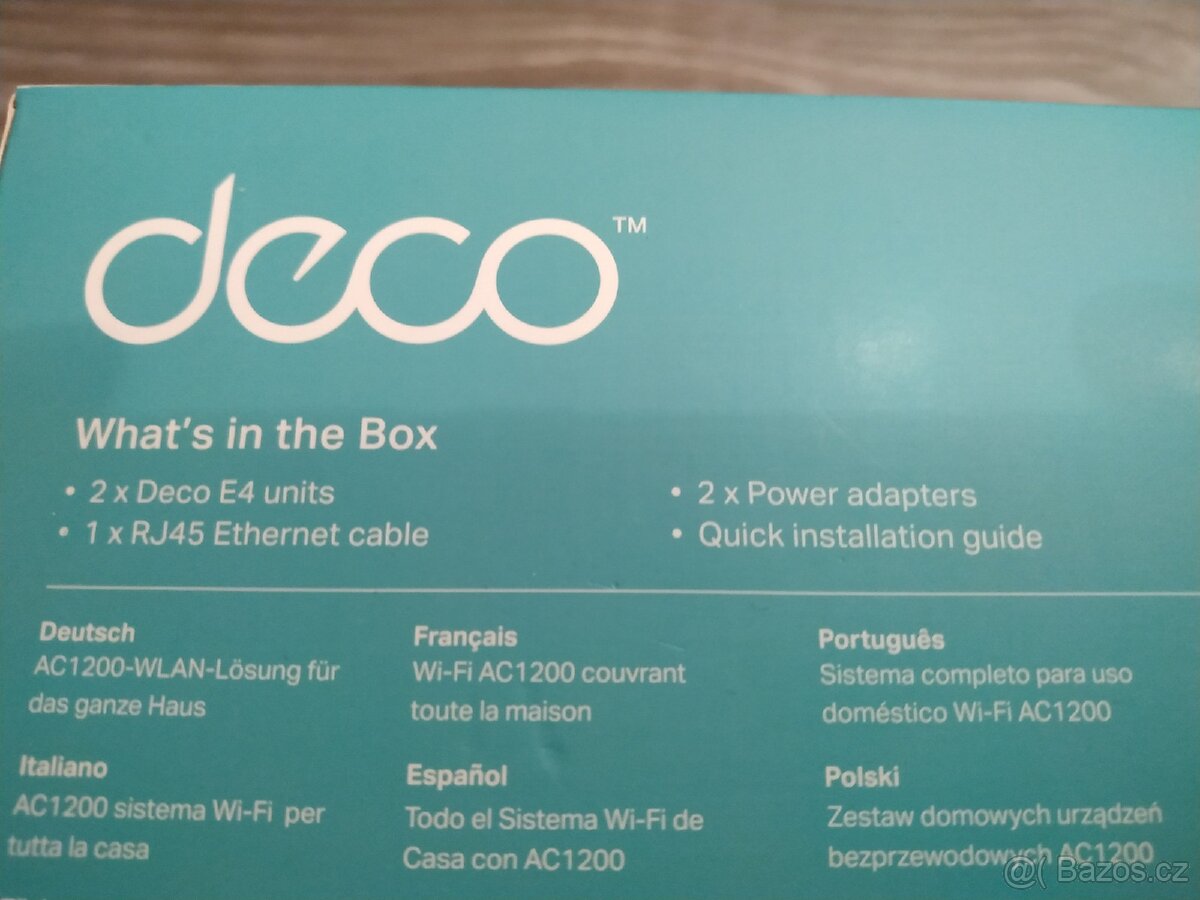 deco™
What's in the Box
• 2 x Deco E4 units
• 1 x RJ45 Ethernet cable
• 2 x Power adapters
• Quick installation guide
Deutsch
AC1200-WLAN-Lösung für
das ganze Haus
Français
Wi-Fi AC1200 couvrant
toute la maison
Português
Sistema completo para uso
doméstico Wi-Fi AC1200
Italiano
AC1200 sistema Wi-Fi per
tutta la casa
Español
Todo el Sistema Wi-Fi de
Casa con AC1200
Polski
Zestaw domowych urządzeń
bezprzewodowych AC1200
@( Bazos.cz